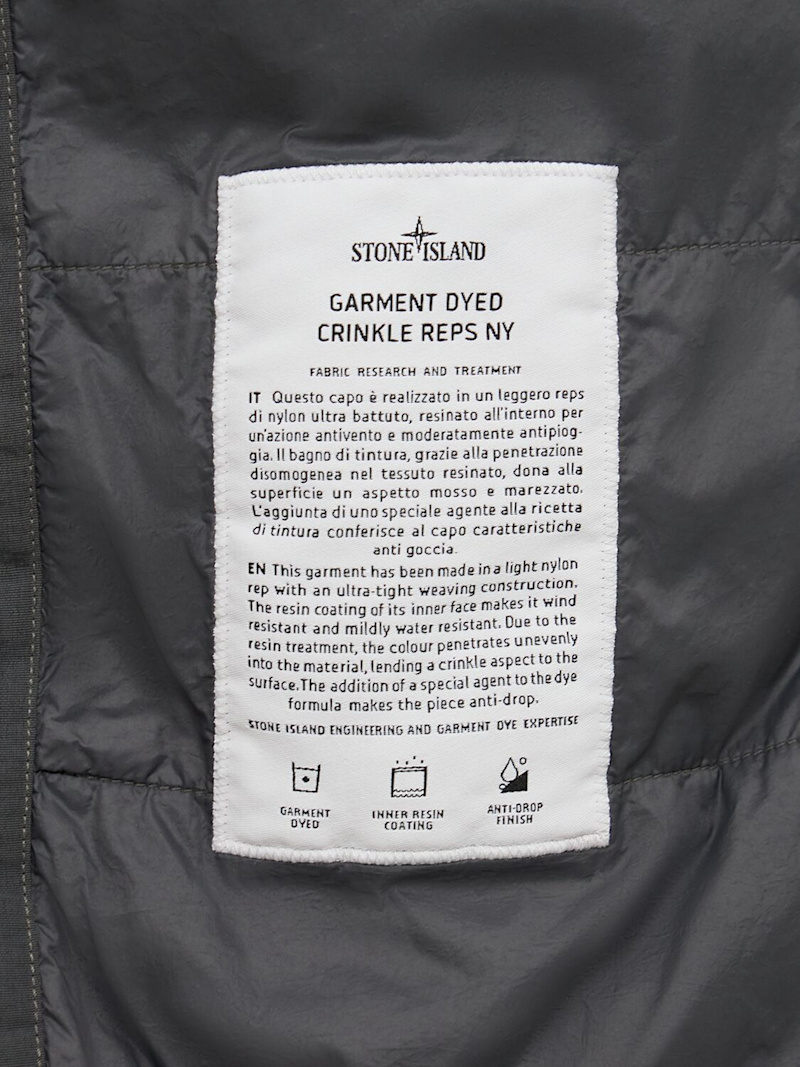 STONE ISLAND
GARMENT DYED
CRINKLE REPS NY
FABRIC RESEARCH AND TREATMENT
IT Questo capo è realizzato in un leggero reps
di nylon ultra battuto, resinato all'interno per
un'azione antivento e moderatamente antipiog-
gia. Il bagno di tintura, grazie alla penetrazione
disomogenea nel tessuto resinato, dona alla
superficie un aspetto mosso e marezzato.
L'aggiunta di uno speciale agente alla ricetta
di tintura conferisce al capo caratteristiche
anti goccia.
EN This garment has been made in a light nylon
rep with an ultra-tight weaving construction.
The resin coating of its inner face makes it wind
resistant and mildly water resistant. Due to the
resin treatment, the colour penetrates unevenly
into the material, lending a crinkle aspect to the
surface.The addition of a special agent to the dye
formula makes the piece anti-drop.
STONE ISLAND ENGINEERING AND GARMENT DYE EXPERTISE
GARMENT
DYED
INNER RESIN
COATING
ANTI-DROP
FINISH